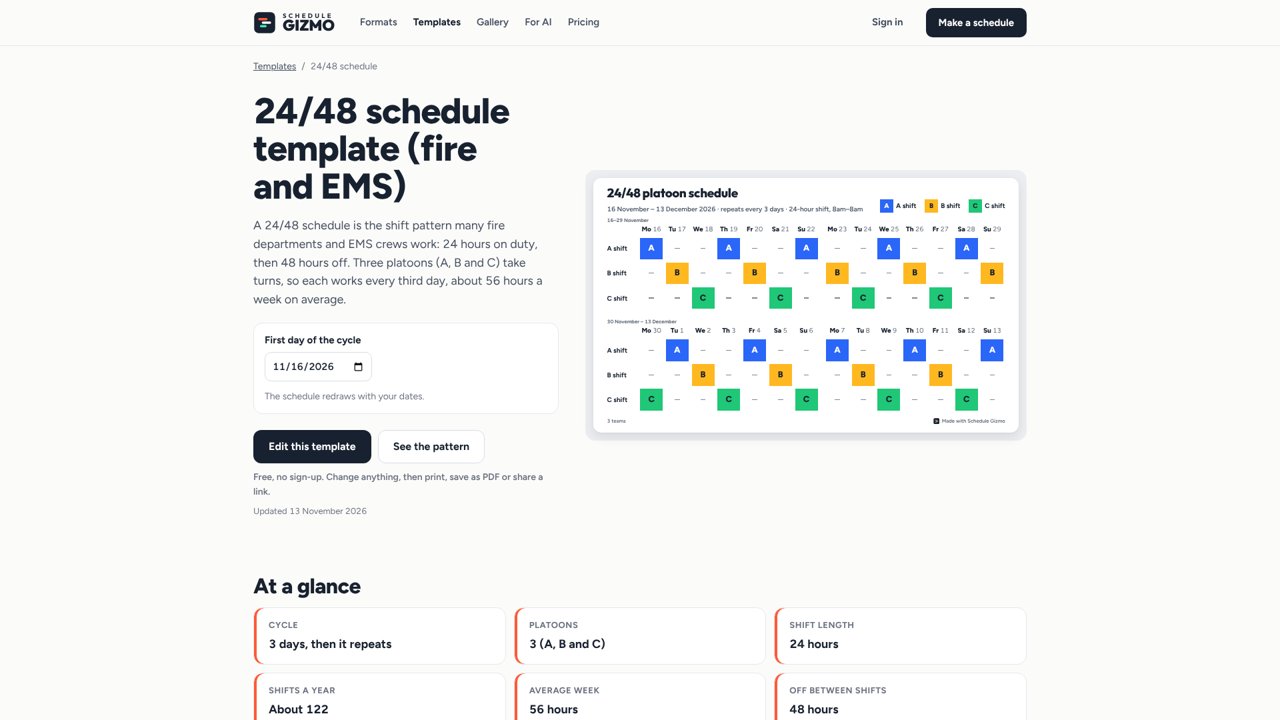 SCHEDULE
GIZMO
Formats Templates Gallery For AI Pricing
Sign in
Make a schedule
Templates / 24/48 schedule
24/48 schedule
template (fire
and EMS)
A 24/48 schedule is the shift pattern many fire
departments and EMS crews work: 24 hours on duty,
then 48 hours off. Three platoons (A, B and C) take
turns, so each works every third day, about 56 hours a
week on average.
First day of the cycle
11/16/2026
The schedule redraws with your dates.
Edit this template
See the pattern
Free, no sign-up. Change anything, then print, save as PDF or share a
link.
Updated 13 November 2026
24/48 platoon schedule
16 November – 13 December 2026 · repeats every 3 days · 24-hour shift, 8am–8am
A A shift B B shift C C shift
16–29 November
Mo 16 Tu 17 We 18 Th 19 Fr 20 Sa 21 Su 22 Mo 23 Tu 24 We 25 Th 26 Fr 27 Sa 28 Su 29
A shift A – – A – – A – – A – – A –
B shift – B – – B – – B – – B – – B
C shift – – C – – C – – C – – C – –
30 November – 13 December
Mo 30 Tu 1 We 2 Th 3 Fr 4 Sa 5 Su 6 Mo 7 Tu 8 We 9 Th 10 Fr 11 Sa 12 Su 13
A shift – A – – A – – A – – A – – A
B shift – – B – – B – – B – – B – –
C shift C – – C – – C – – C – – C –
3 teams
Made with Schedule Gizmo
At a glance
CYCLE
3 days, then it repeats
PLATOONS
3 (A, B and C)
SHIFT LENGTH
24 hours
SHIFTS A YEAR
About 122
AVERAGE WEEK
56 hours
OFF BETWEEN SHIFTS
48 hours